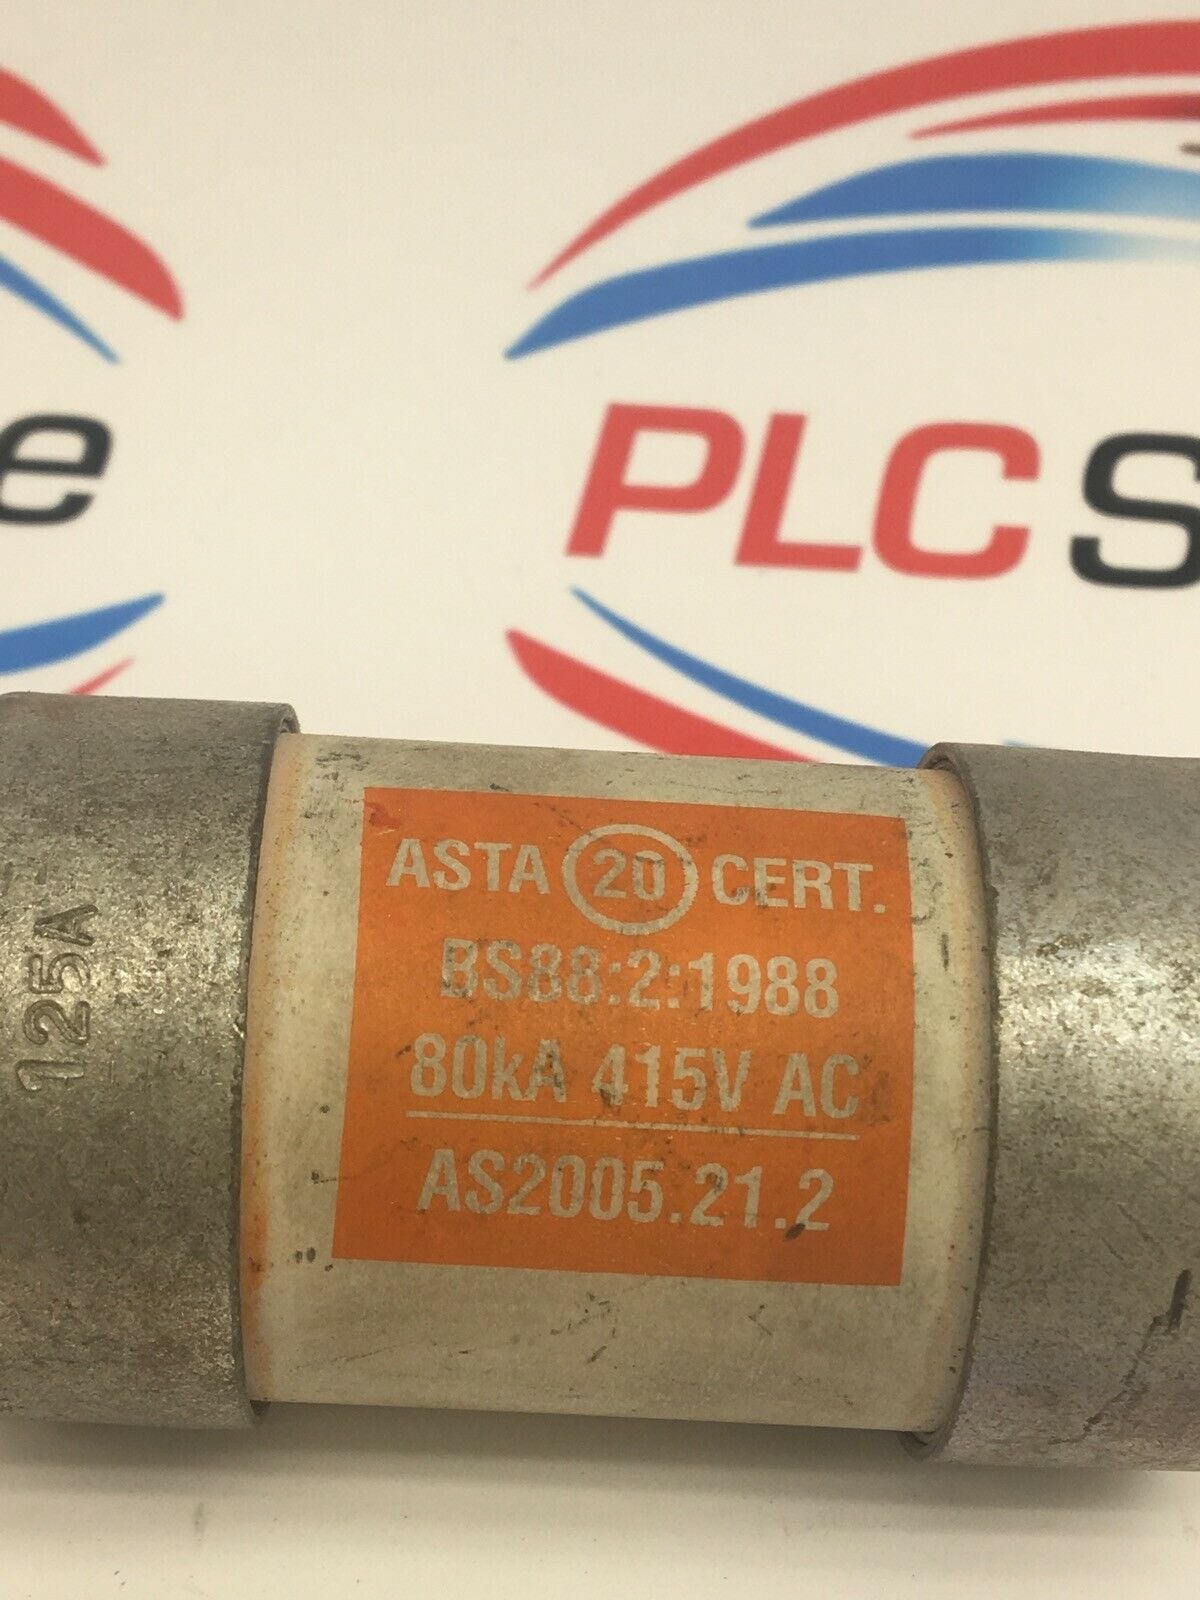 e
PLC S
125A
ASTA 20 CERT.
BS88:2:1988
80kA 415V AC
AS2005.21.2